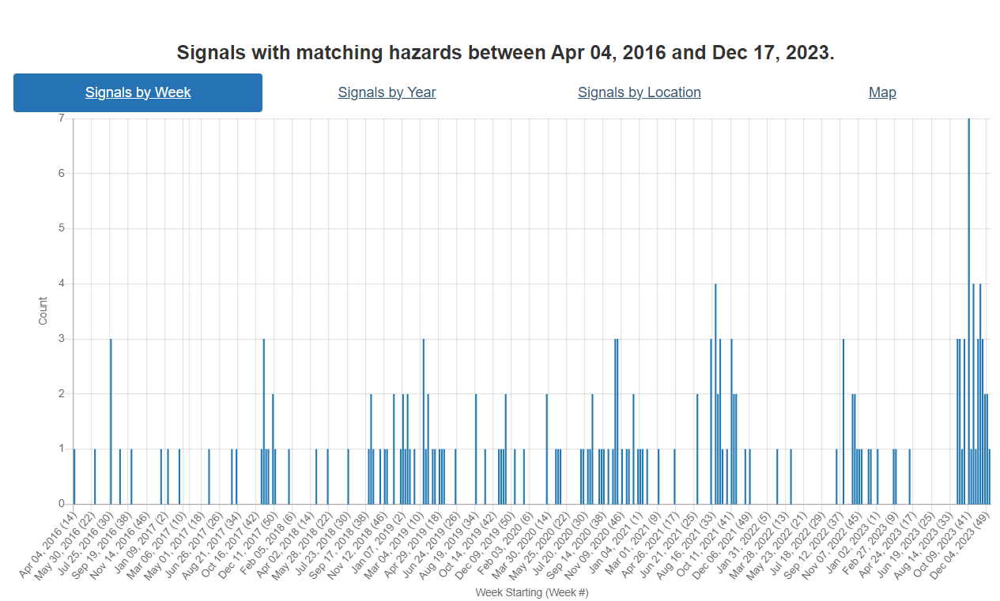 Signals with matching hazards between Apr 04, 2016 and Dec 17, 2023.
Signals by Week
Signals by Year
Signals by Location
Map
7
6
5
4
3
2
1
0
Count
Apr 04, 2016 (14)
May 30, 2016 (22)
Jul 25, 2016 (30)
Sep 19, 2016 (38)
Nov 14, 2016 (46)
Jan 09, 2017 (2)
Mar 06, 2017 (10)
May 01, 2017 (18)
Jun 26, 2017 (26)
Aug 21, 2017 (34)
Oct 16, 2017 (42)
Dec 11, 2017 (50)
Feb 05, 2018 (6)
Apr 02, 2018 (14)
May 28, 2018 (22)
Jul 23, 2018 (30)
Sep 17, 2018 (38)
Nov 12, 2018 (46)
Jan 07, 2019 (2)
Mar 04, 2019 (10)
Apr 29, 2019 (18)
Jun 24, 2019 (26)
Aug 19, 2019 (34)
Oct 14, 2019 (42)
Dec 09, 2019 (50)
Feb 03, 2020 (6)
Mar 30, 2020 (14)
May 25, 2020 (22)
Jul 20, 2020 (30)
Sep 14, 2020 (38)
Nov 09, 2020 (46)
Jan 04, 2021 (1)
Mar 01, 2021 (9)
Apr 26, 2021 (17)
Jun 21, 2021 (25)
Aug 16, 2021 (33)
Oct 11, 2021 (41)
Dec 06, 2021 (49)
Jan 31, 2022 (5)
Mar 28, 2022 (13)
May 23, 2022 (21)
Jul 18, 2022 (29)
Sep 12, 2022 (37)
Nov 07, 2022 (45)
Jan 02, 2023 (1)
Feb 27, 2023 (9)
Apr 24, 2023 (17)
Jun 19, 2023 (25)
Aug 14, 2023 (33)
Oct 09, 2023 (41)
Dec 04, 2023 (49)
Week Starting (Week #)